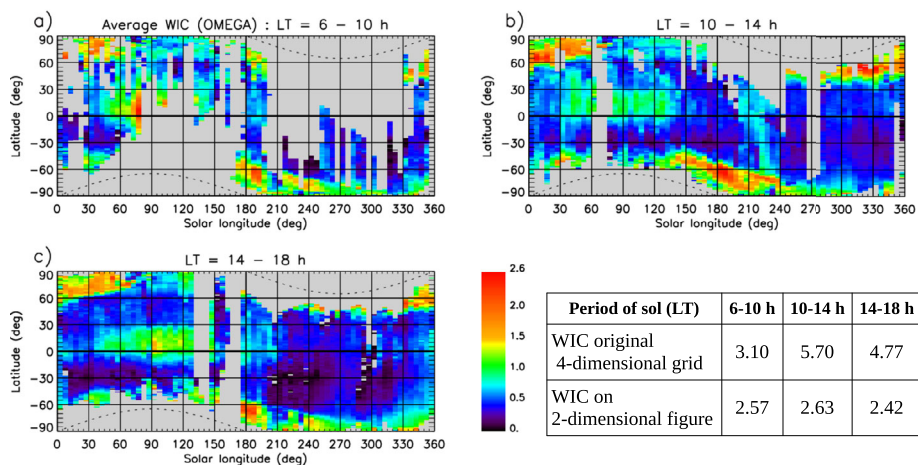 a) Average WIC (OMEGA) : LT = 6 – 10 h
Latitude (deg)
90
60
30
0
−30
−60
−90
0 30 60 90 120 150 180 210 240 270 300 330 360
Solar longitude (deg)
b) LT = 10 – 14 h
Latitude (deg)
90
60
30
0
−30
−60
−90
0 30 60 90 120 150 180 210 240 270 300 330 360
Solar longitude (deg)
c) LT = 14 – 18 h
Latitude (deg)
90
60
30
0
−30
−60
−90
0 30 60 90 120 150 180 210 240 270 300 330 360
Solar longitude (deg)
2.6
2.0
1.5
1.0
0.5
0.
Period of sol (LT) 6-10 h 10-14 h 14-18 h
WIC original
4-dimensional grid 3.10 5.70 4.77
WIC on
2-dimensional figure 2.57 2.63 2.42